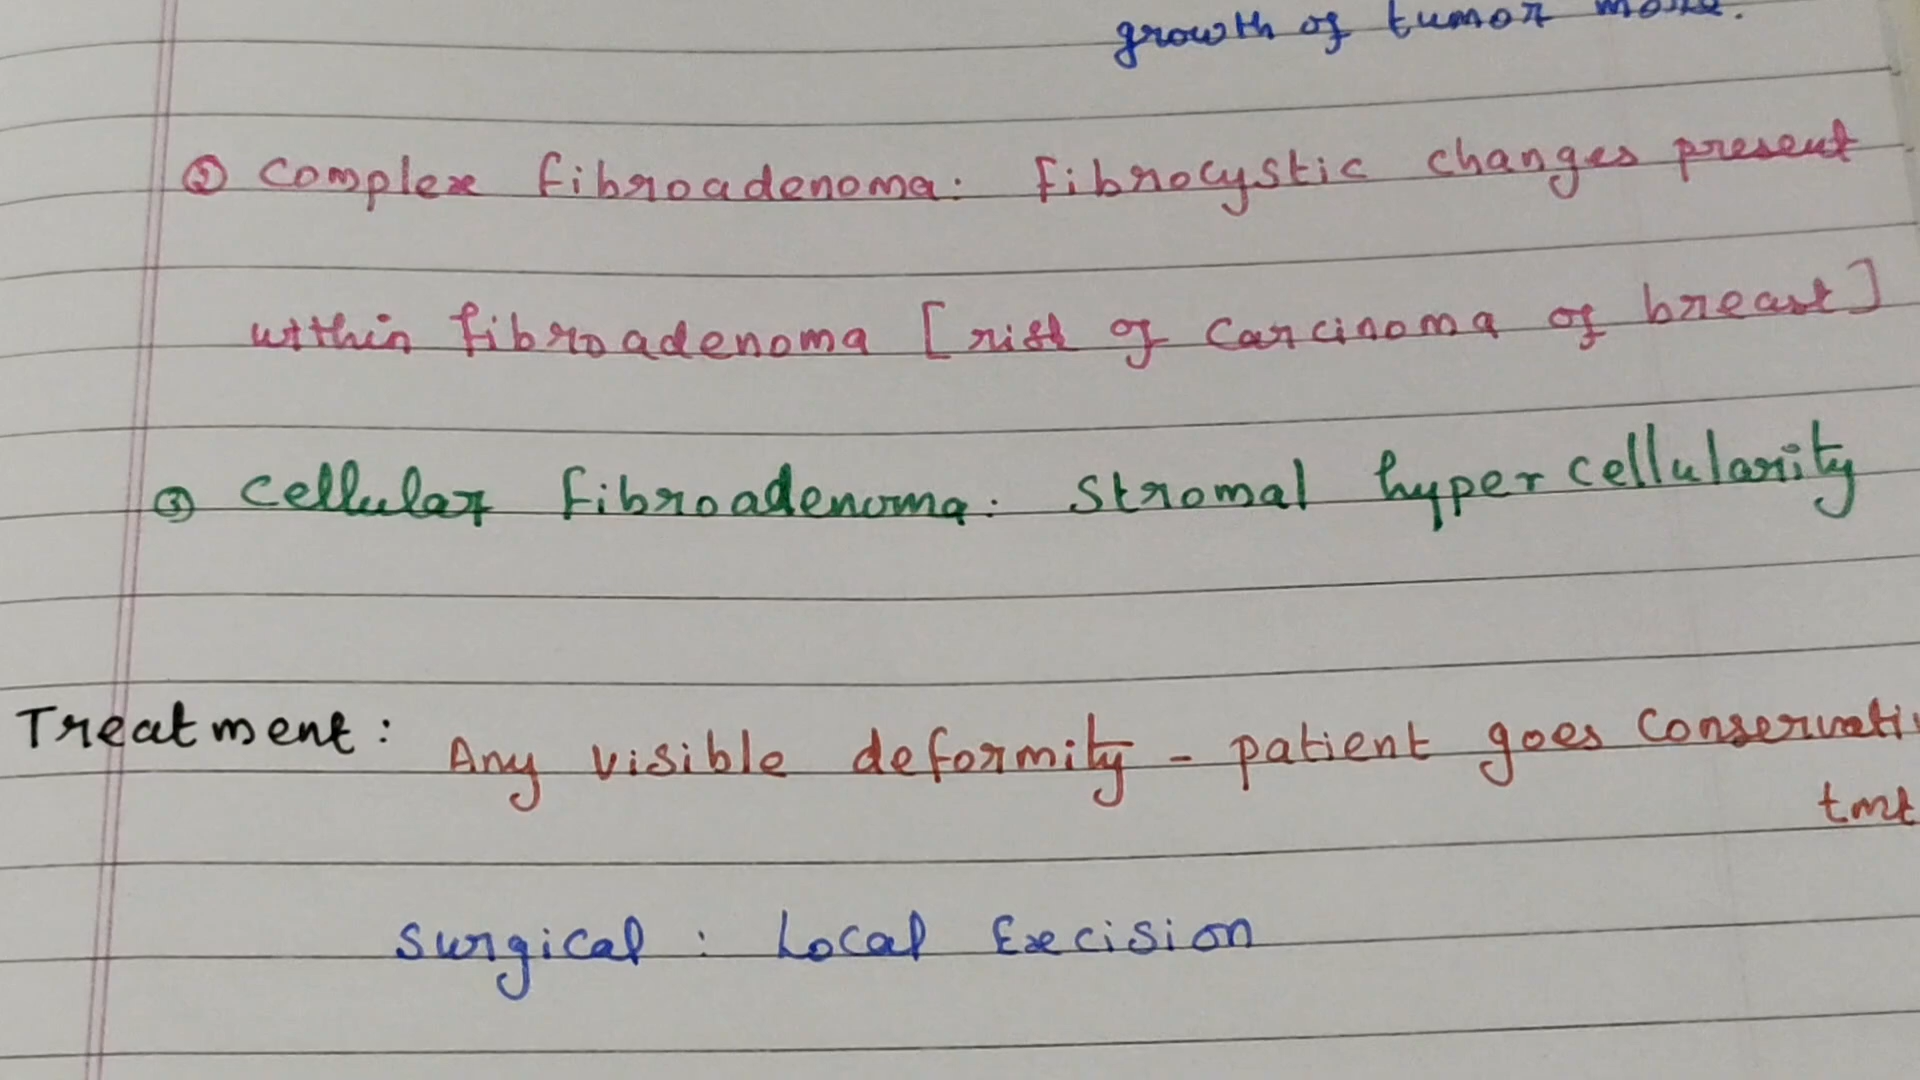 growth of tumor more.
② Complex fibroadenoma: Fibrocystic changes present
within fibroadenoma [risk of Carcinoma of breast]
③ Cellular fibroadenoma: Stromal hypercellularity
Treatment: Any visible deformity - patient goes
tmt
Surgical : Local Excision